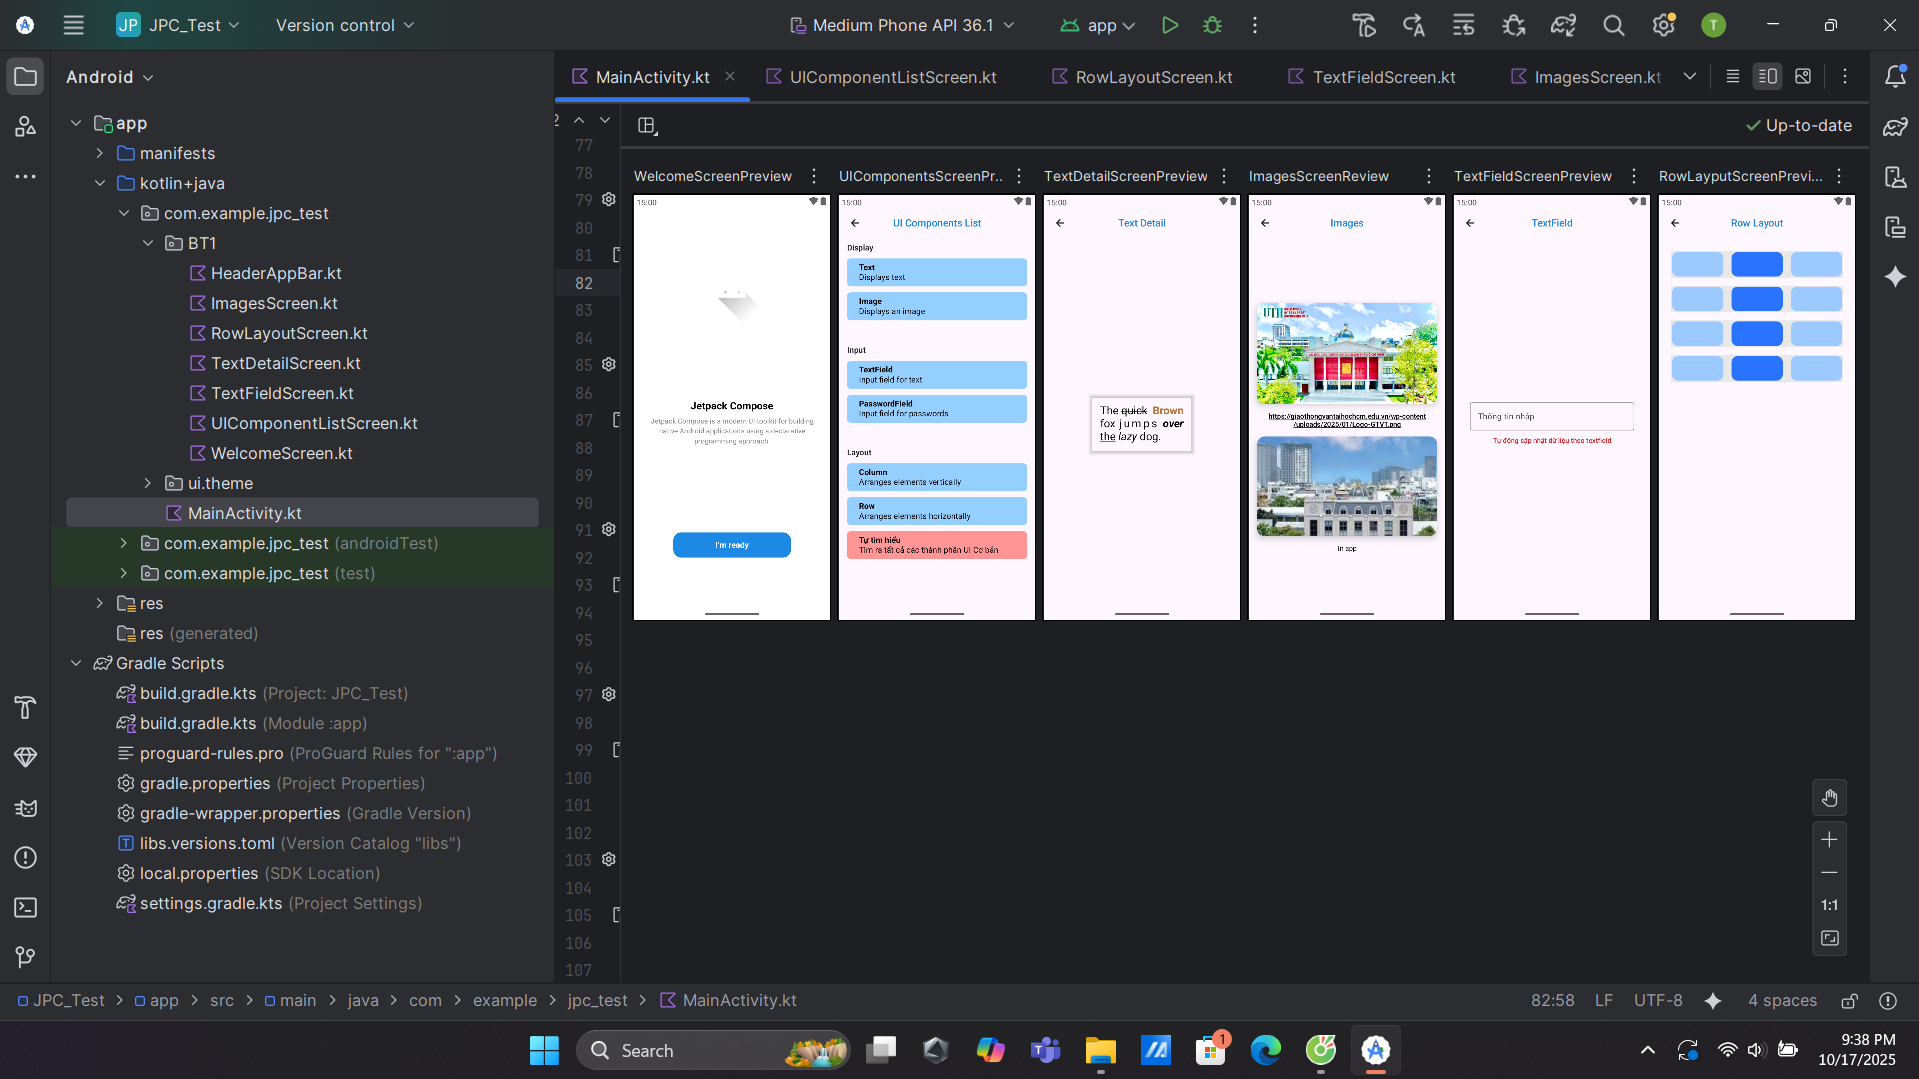 JP JPC_Test Version control Medium Phone API 36.1 app T
Android
MainActivity.kt UIComponentListScreen.kt RowLayoutScreen.kt TextFieldScreen.kt ImagesScreen.kt
app
manifests
kotlin+java
com.example.jpc_test
BT1
HeaderAppBar.kt
ImagesScreen.kt
RowLayoutScreen.kt
TextDetailScreen.kt
TextFieldScreen.kt
UIComponentListScreen.kt
WelcomeScreen.kt
ui.theme
MainActivity.kt
com.example.jpc_test (androidTest)
com.example.jpc_test (test)
res
res (generated)
Gradle Scripts
build.gradle.kts (Project: JPC_Test)
build.gradle.kts (Module :app)
proguard-rules.pro (ProGuard Rules for ":app")
gradle.properties (Project Properties)
gradle-wrapper.properties (Gradle Version)
libs.versions.toml (Version Catalog "libs")
local.properties (SDK Location)
settings.gradle.kts (Project Settings)
2
77
78
79
80
81
82
83
84
85
86
87
88
89
90
91
92
93
94
95
96
97
98
99
100
101
102
103
104
105
106
107
Up-to-date
WelcomeScreenPreview
15:00
Jetpack Compose
Jetpack Compose is a modern UI toolkit for building
native Android applications using a declarative
programming approach
I'm ready
UIComponentsScreenPr..
15:00
UI Components List
Display
Text
Displays text
Image
Displays an image
Input
TextField
Input field for text
PasswordField
Input field for passwords
Layout
Column
Arranges elements vertically
Row
Arranges elements horizontally
Tự tìm hiểu
Tìm ra tất cả các thành phần UI Cơ bản
TextDetailScreenPreview
15:00
Text Detail
The quick Brown
fox jumps over
the lazy dog.
ImagesScreenReview
15:00
Images
UTH
https://giaothongvantaihochcm.edu.vn/wp-content
/uploads/2025/01/Logo-GTVT.png
In app
TextFieldScreenPreview
15:00
TextField
Thông tin nhập
Tự động cập nhật dữ liệu theo textfield
RowLayputScreenPrevi...
15:00
Row Layout
1:1
JPC_Test > app > src > main > java > com > example > jpc_test > MainActivity.kt
82:58 LF UTF-8 4 spaces
Search
1
9:38 PM
10/17/2025